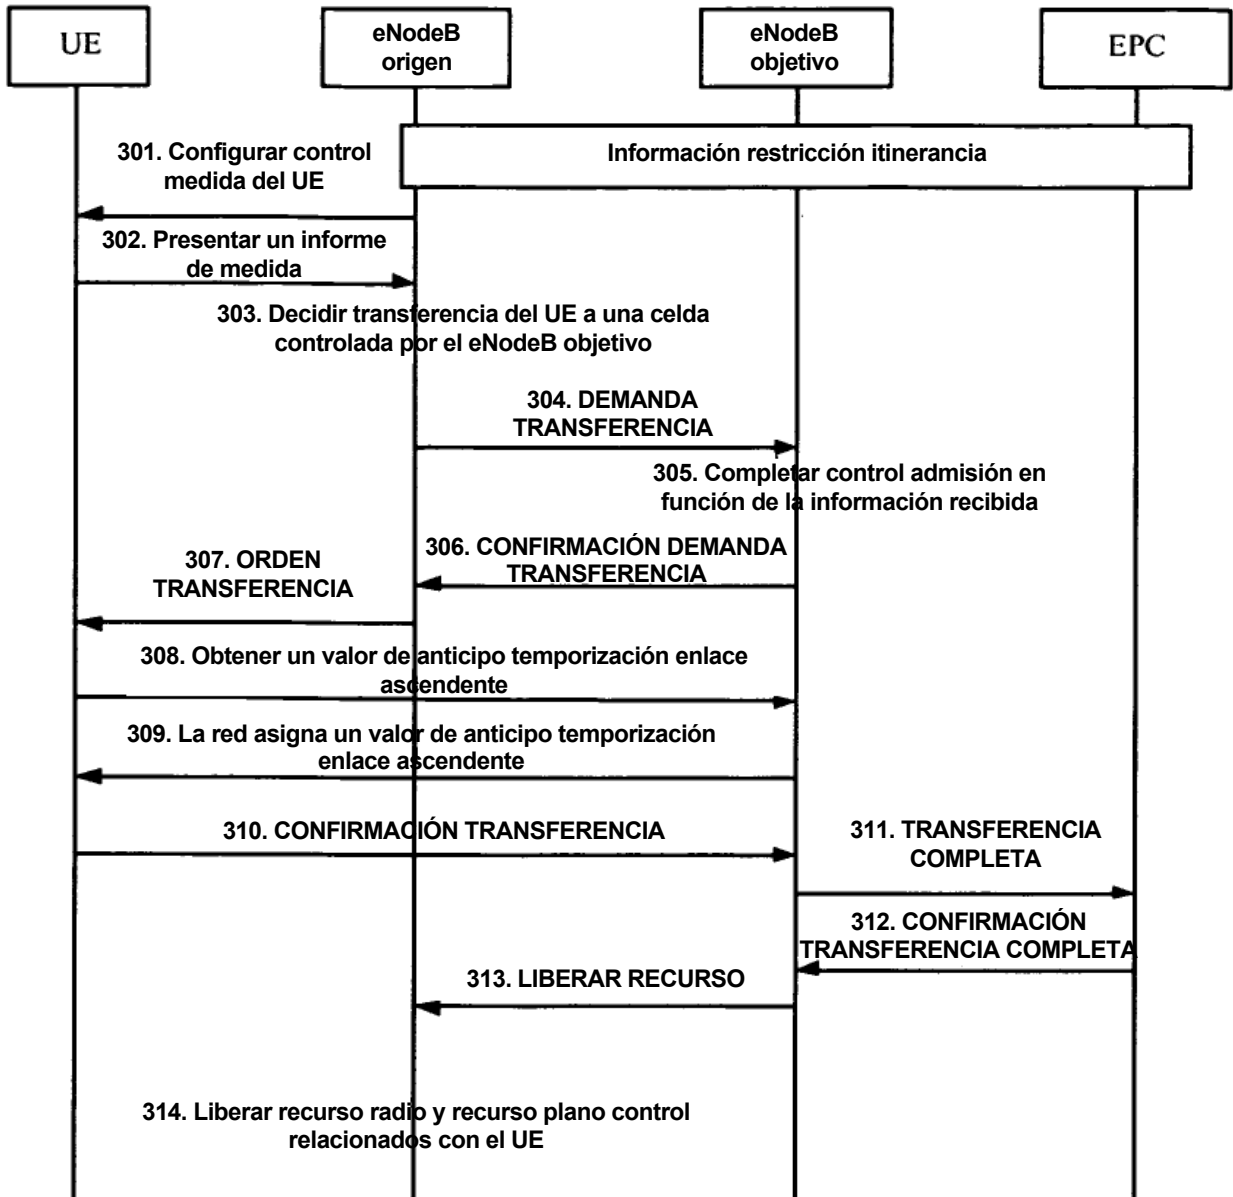 UE
eNodeB
origen
eNodeB
objetivo
EPC
Información restricción itinerancia
301. Configurar control
medida del UE
302. Presentar un informe
de medida
303. Decidir transferencia del UE a una celda
controlada por el eNodeB objetivo
304. DEMANDA
TRANSFERENCIA
305. Completar control admisión en
función de la información recibida
306. CONFIRMACIÓN DEMANDA
TRANSFERENCIA
307. ORDEN
TRANSFERENCIA
308. Obtener un valor de anticipo temporización enlace
ascendente
309. La red asigna un valor de anticipo temporización
enlace ascendente
310. CONFIRMACIÓN TRANSFERENCIA
311. TRANSFERENCIA
COMPLETA
312. CONFIRMACIÓN
TRANSFERENCIA COMPLETA
313. LIBERAR RECURSO
314. Liberar recurso radio y recurso plano control
relacionados con el UE